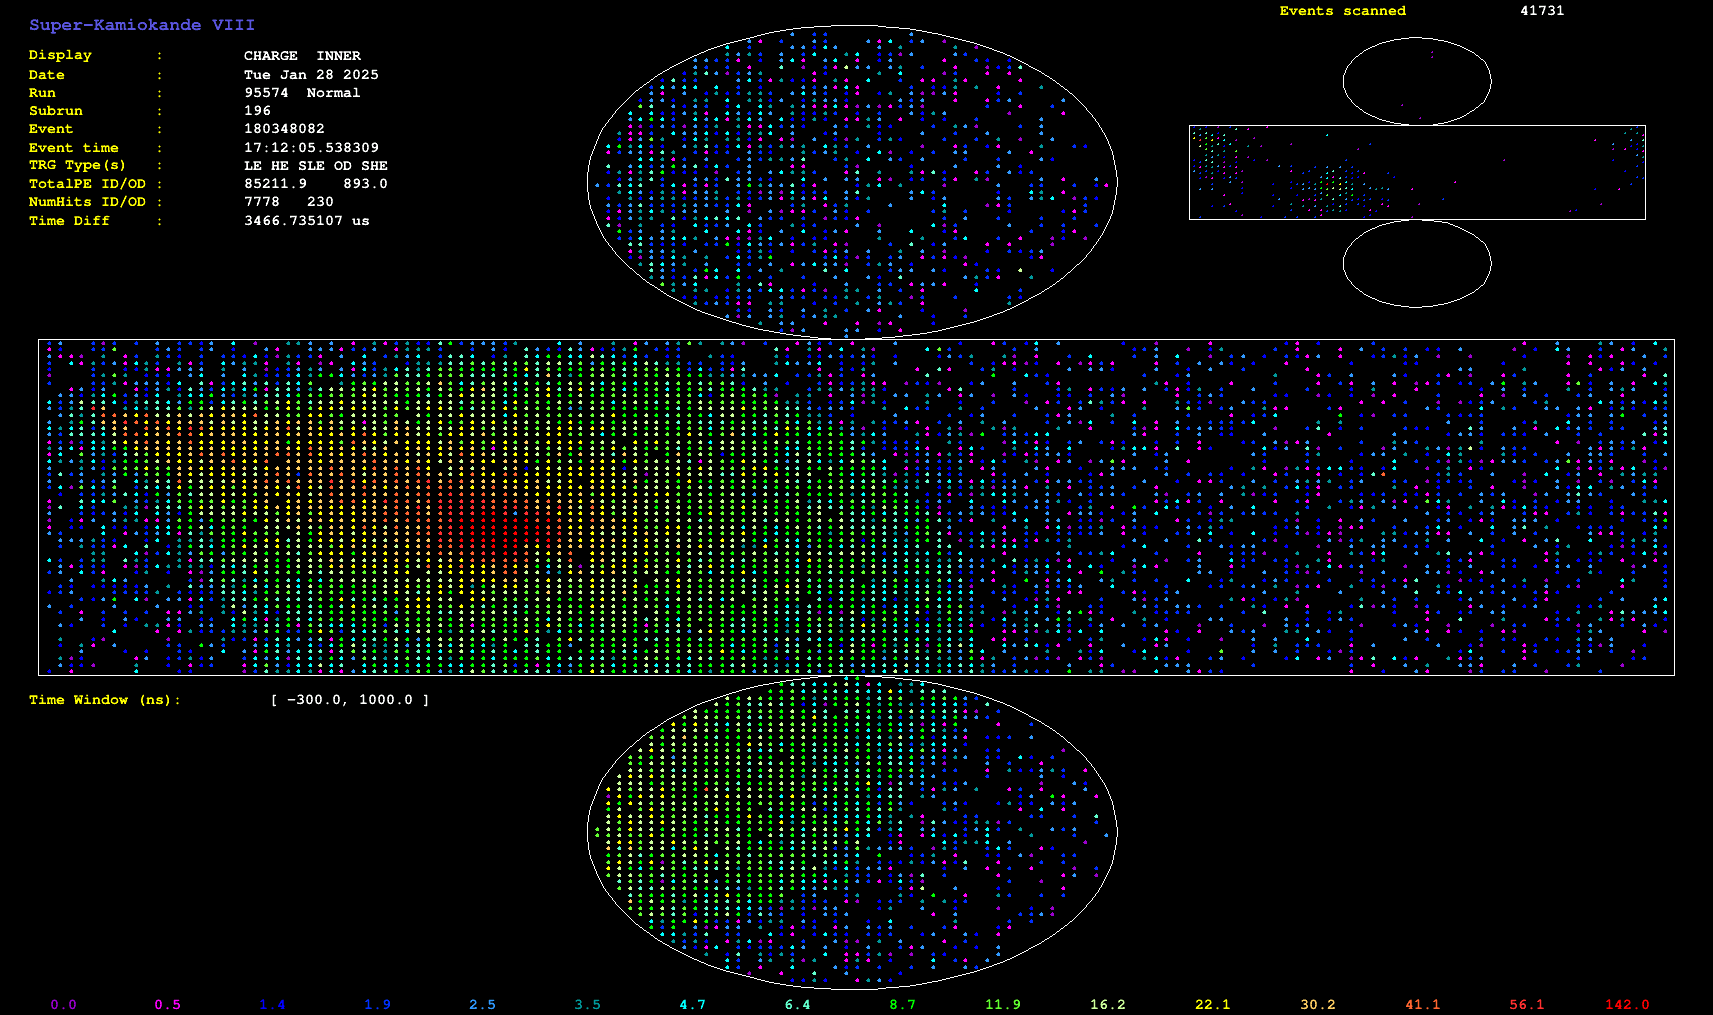 Super-Kamiokande VIII
Events scanned 41731
Display : CHARGE INNER
Date : Tue Jan 28 2025
Run : 95574 Normal
Subrun : 196
Event : 180348082
Event time : 17:12:05.538309
TRG Type(s) : LE HE SLE OD SHE
TotalPE ID/OD : 85211.9 893.0
NumHits ID/OD : 7778 230
Time Diff : 3466.735107 us
Time Window (ns): [ -300.0, 1000.0 ]
0.0 0.5 1.4 1.9 2.5 3.5 4.7 6.4 8.7 11.9 16.2 22.1 30.2 41.1 56.1 142.0